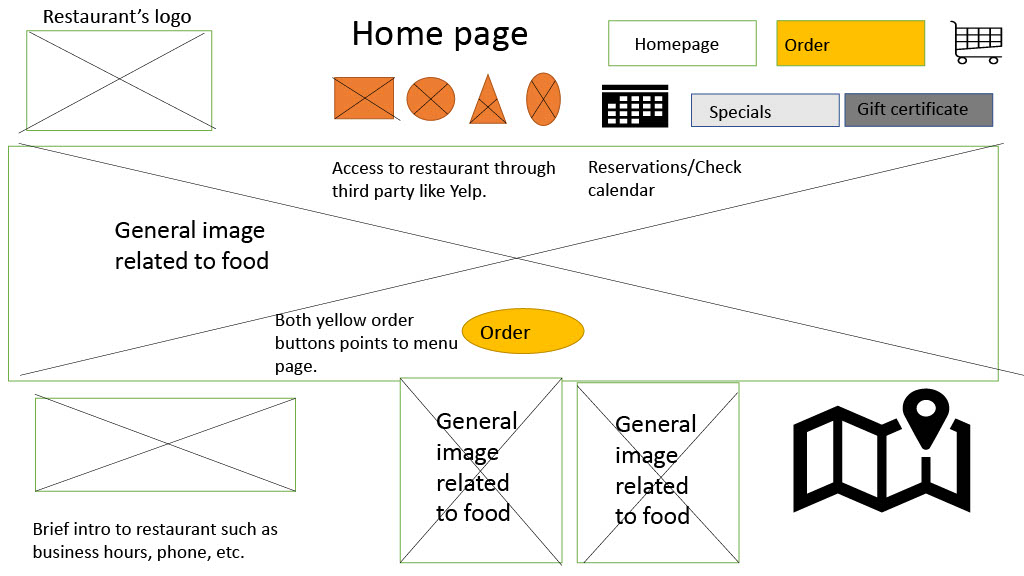 Restaurant’s logo
Home page
Homepage
Order
Specials
Gift certificate
Access to restaurant through
third party like Yelp.
Reservations/Check
calendar
General image
related to food
Both yellow order
buttons points to menu
page.
Order
General
image
related
to food
General
image
related
to food
Brief intro to restaurant such as
business hours, phone, etc.